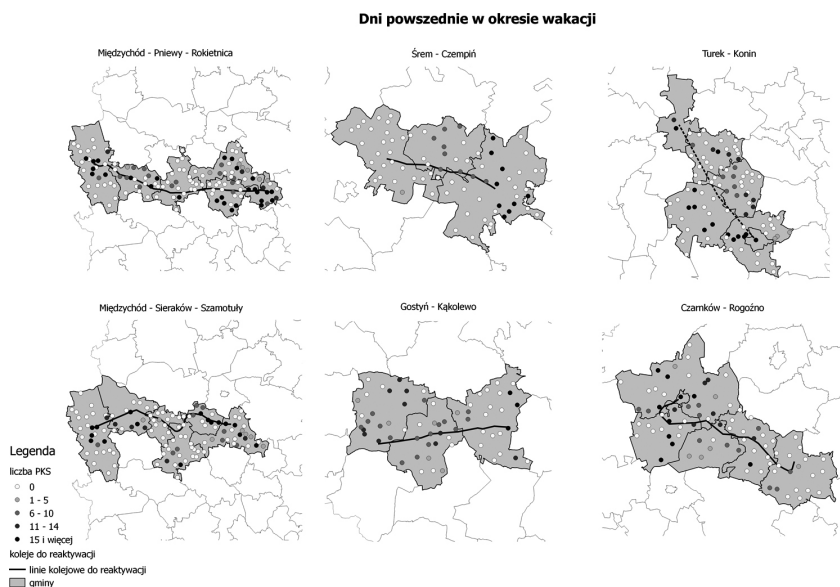 Dni powszednie w okresie wakacji
Międzychód - Pniewy - Rokietnica
Śrem - Czempiń
Turek - Konin
Międzychód - Sieraków - Szamotuły
Gostyń - Kąkolewo
Czarnków - Rogoźno
Legenda
liczba PKS
0
1 - 5
6 - 10
11 - 14
15 i więcej
koleje do reaktywacji
linie kolejowe do reaktywacji
gminy